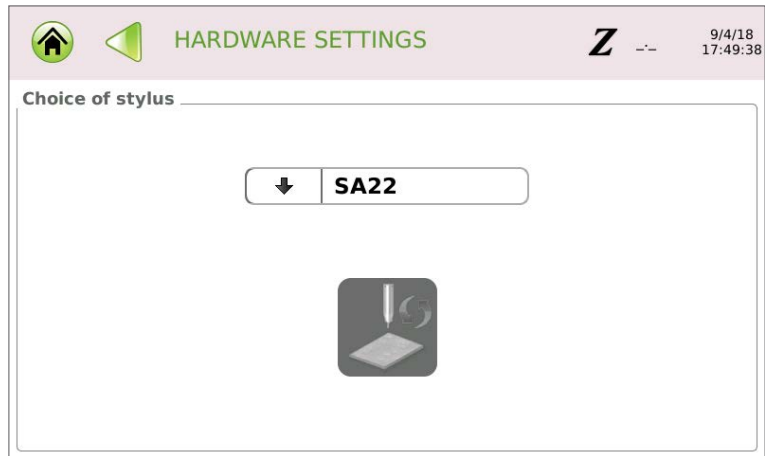 HARDWARE SETTINGS
Z _._
9/4/18
17:49:38
Choice of stylus
SA22